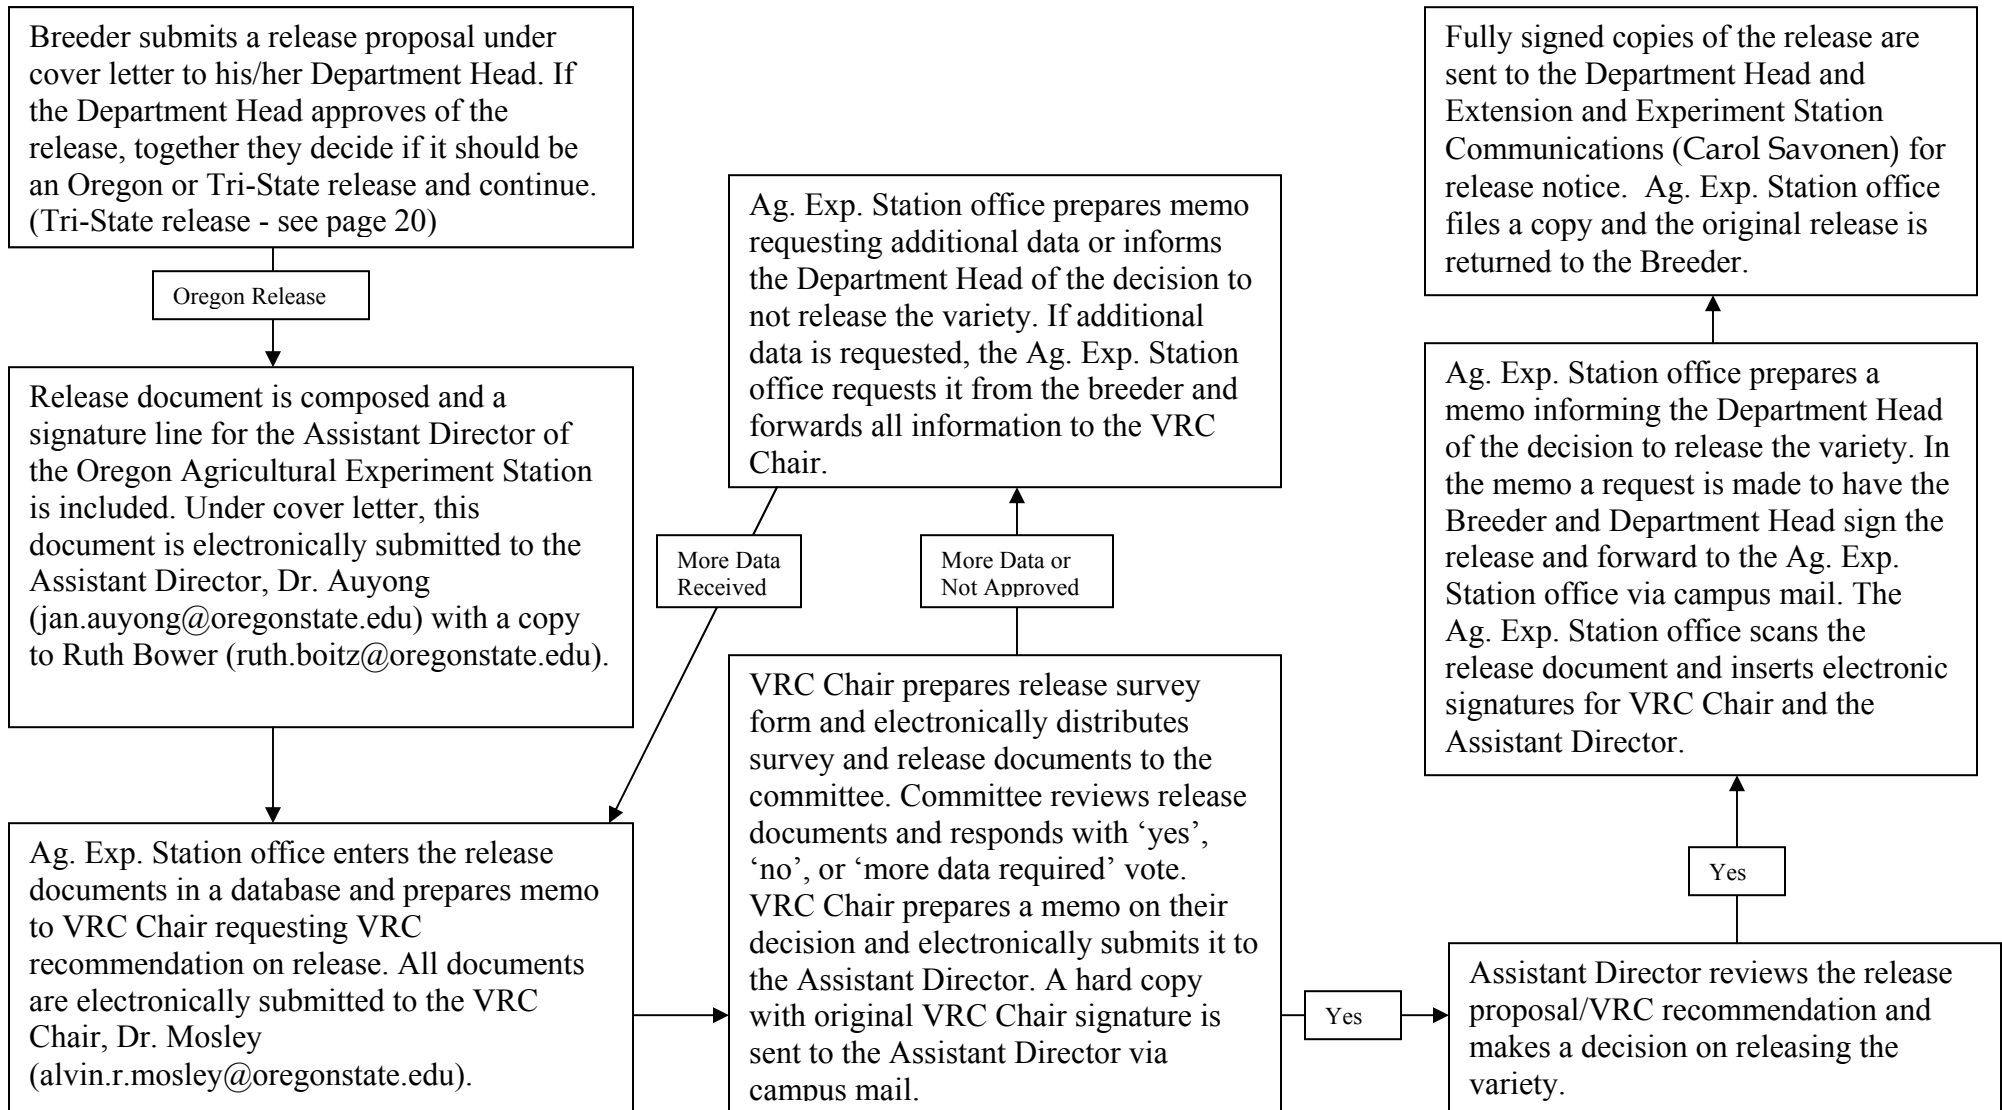 Breeder submits a release proposal under
cover letter to his/her Department Head. If
the Department Head approves of the
release, together they decide if it should be
an Oregon or Tri-State release and continue.
(Tri-State release - see page 20)
Oregon Release
Release document is composed and a
signature line for the Assistant Director of
the Oregon Agricultural Experiment Station
is included. Under cover letter, this
document is electronically submitted to the
Assistant Director, Dr. Auyong
(jan.auyong@oregonstate.edu) with a copy
to Ruth Bower (ruth.boitz@oregonstate.edu).
Ag. Exp. Station office enters the release
documents in a database and prepares memo
to VRC Chair requesting VRC
recommendation on release. All documents
are electronically submitted to the VRC
Chair, Dr. Mosley
(alvin.r.mosley@oregonstate.edu).
VRC Chair prepares release survey
form and electronically distributes
survey and release documents to the
committee. Committee reviews release
documents and responds with ‘yes’,
‘no’, or ‘more data required’ vote.
VRC Chair prepares a memo on their
decision and electronically submits it to
the Assistant Director. A hard copy
with original VRC Chair signature is
sent to the Assistant Director via
campus mail.
More Data or
Not Approved
Ag. Exp. Station office prepares memo
requesting additional data or informs
the Department Head of the decision to
not release the variety. If additional
data is requested, the Ag. Exp. Station
office requests it from the breeder and
forwards all information to the VRC
Chair.
More Data
Received
Yes
Assistant Director reviews the release
proposal/VRC recommendation and
makes a decision on releasing the
variety.
Yes
Ag. Exp. Station office prepares a
memo informing the Department Head
of the decision to release the variety. In
the memo a request is made to have the
Breeder and Department Head sign the
release and forward to the Ag. Exp.
Station office via campus mail. The
Ag. Exp. Station office scans the
release document and inserts electronic
signatures for VRC Chair and the
Assistant Director.
Fully signed copies of the release are
sent to the Department Head and
Extension and Experiment Station
Communications (Carol Savonen) for
release notice.  Ag. Exp. Station office
files a copy and the original release is
returned to the Breeder.